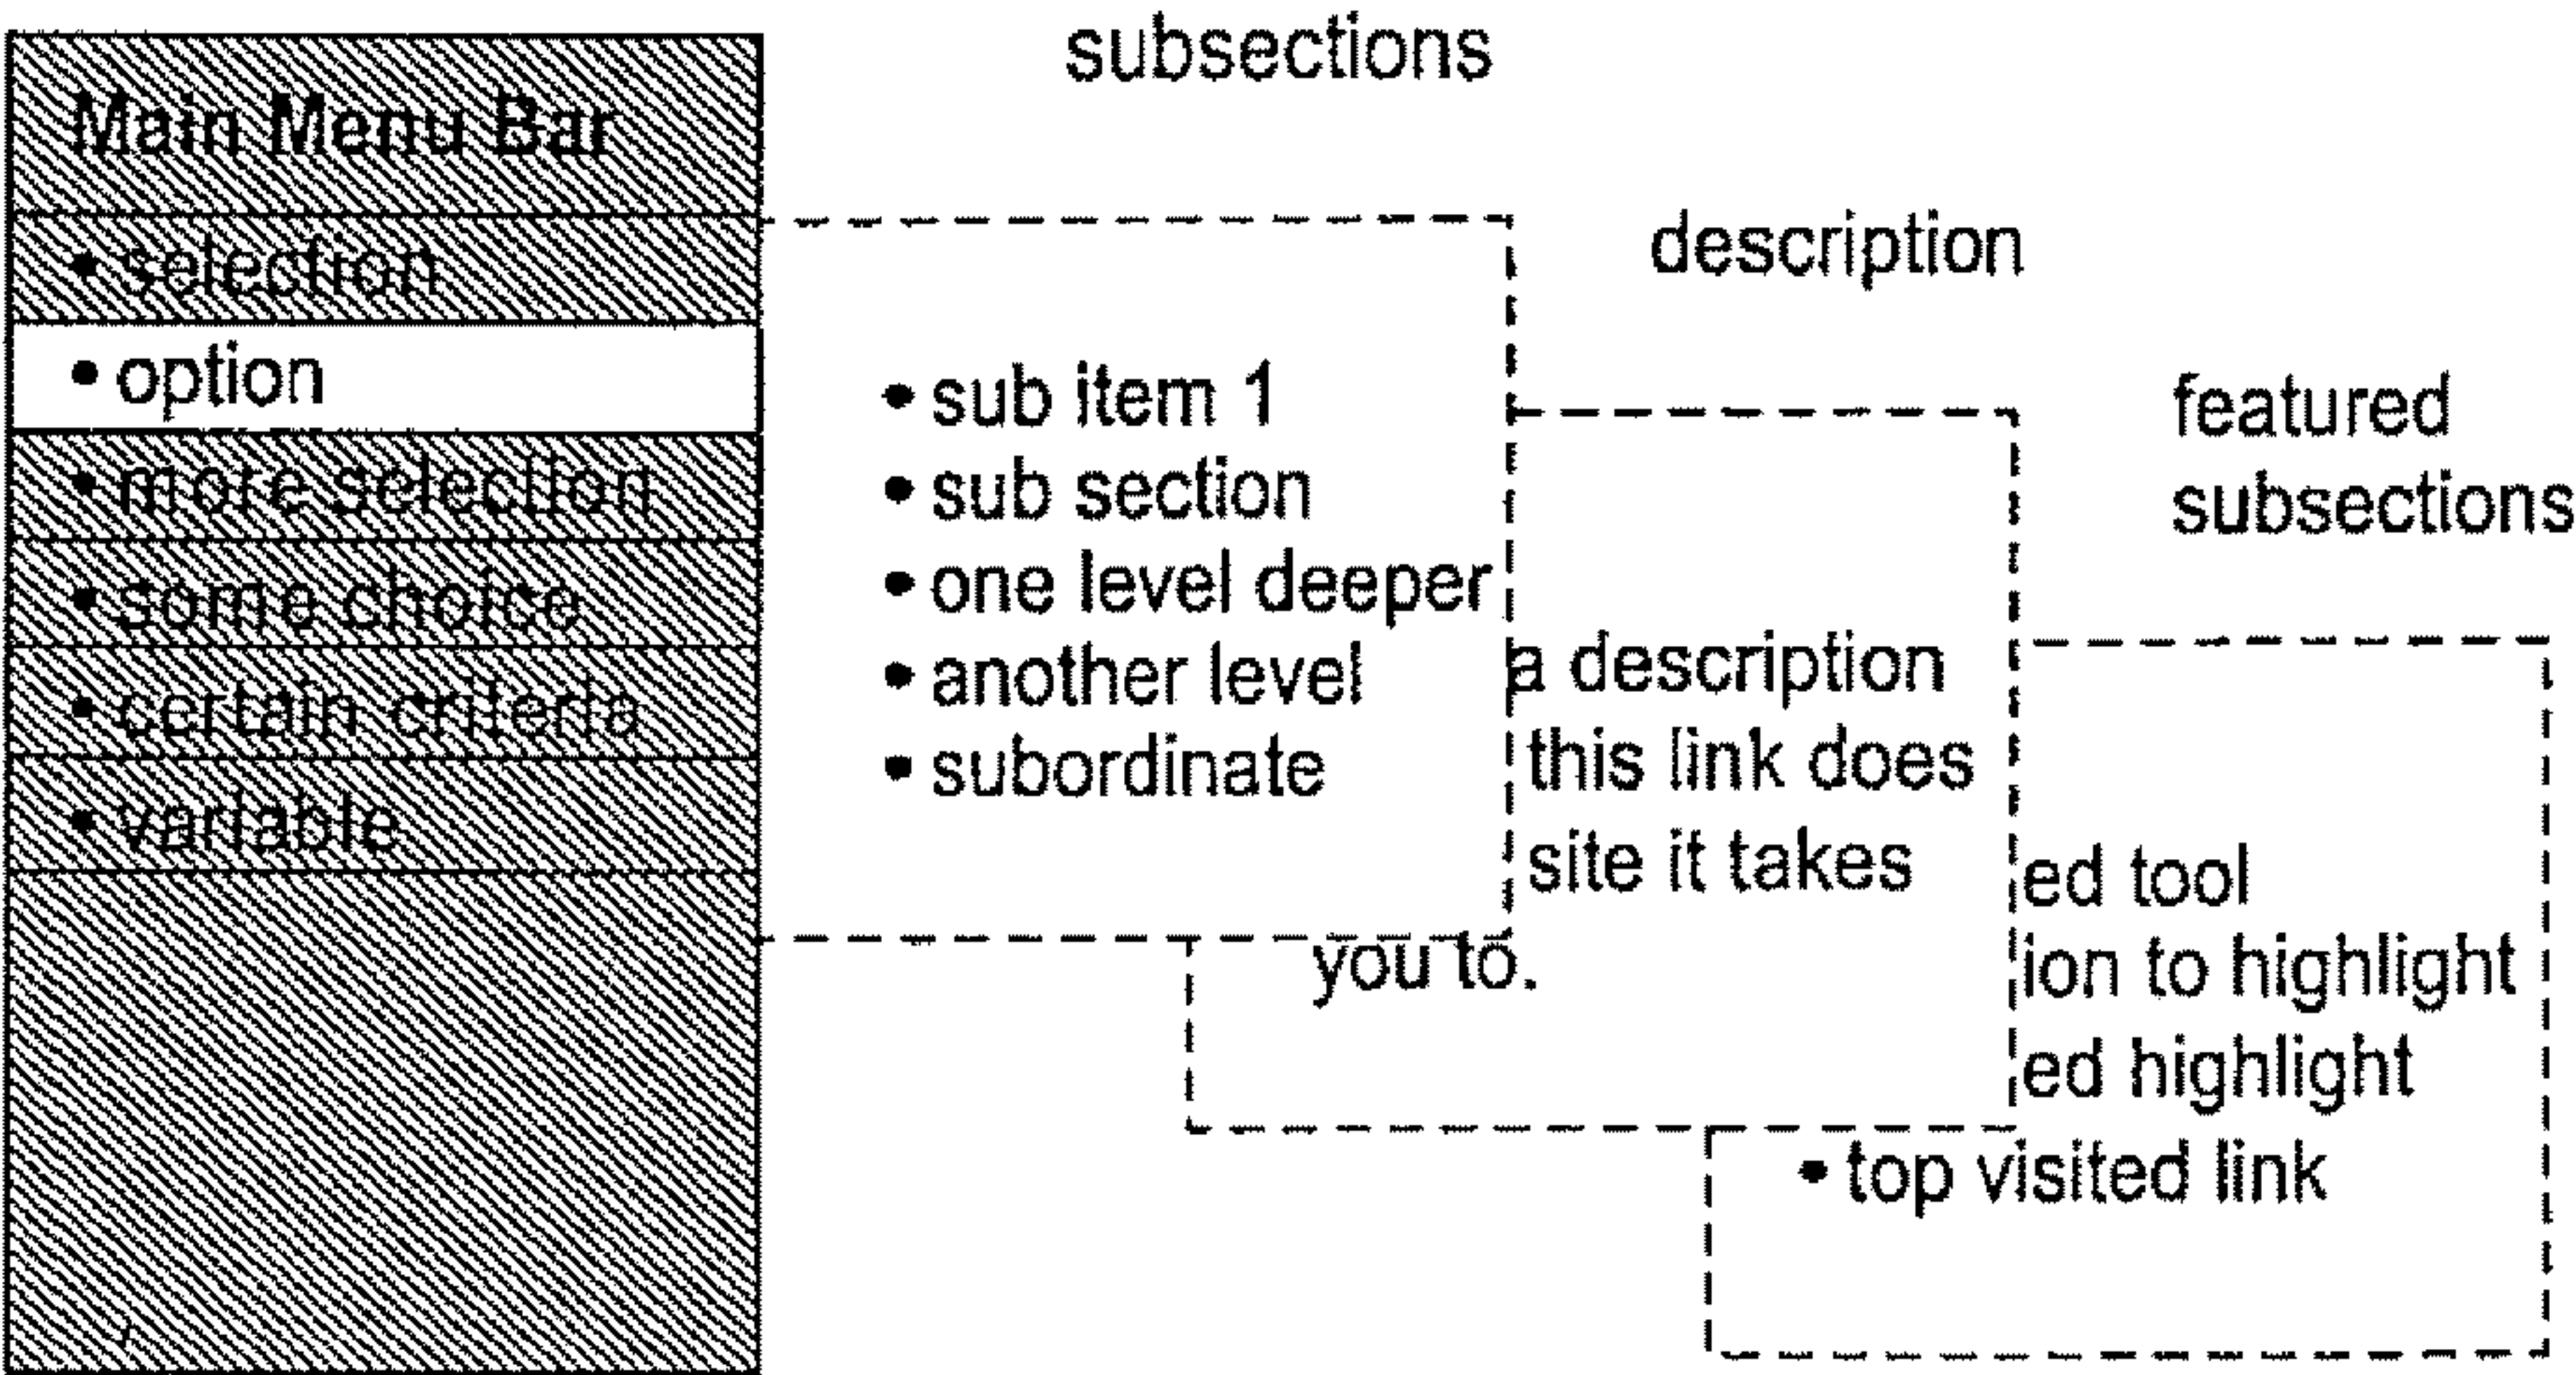 Main Menu Bar
• selection
• option
• more selection
• some choice
• certain criteria
• variable
subsections
• sub item 1
• sub section
• one level deeper
• another level
• subordinate
description
a description
this link does
site it takes
you to.
featured
subsections
ed tool
ion to highlight
ed highlight
• top visited link